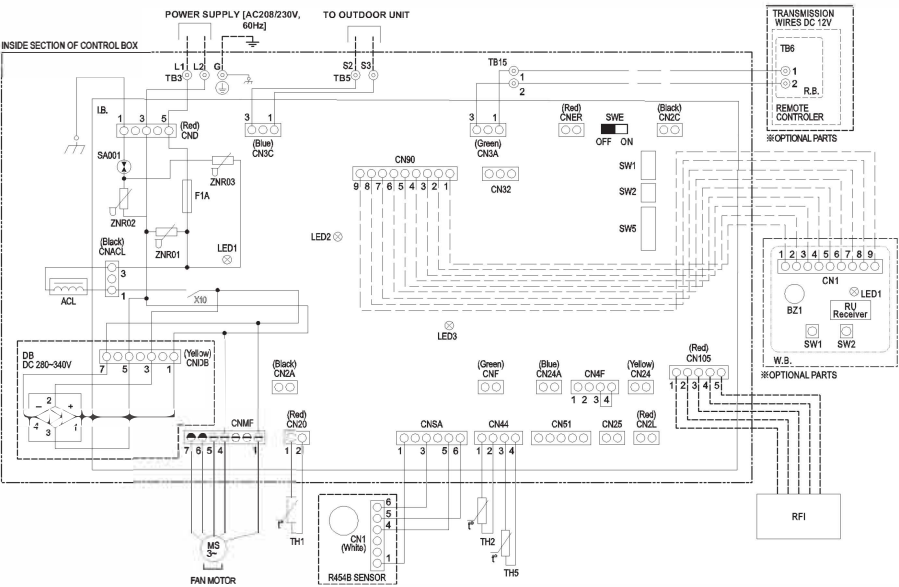 POWER SUPPLY [AC208/230V,
60Hz]
TO OUTDOOR UNIT
TRANSMISSION
WIRES DC 12V
INSIDE SECTION OF CONTROL BOX
L1 L2 G
TB3
S2 S3
TB5
TB15
1
2
TB6
1
2
R.B.
REMOTE
CONTROLER
※OPTIONAL PARTS
I.B.
1 3 5
(Red)
CND
3 1
(Blue)
CN3C
3 1
(Green)
CN3A
(Red)
CNER
SWE
OFF ON
(Black)
CN2C
SA001
ZNR03
F1A
ZNR02
ZNR01
LED1
CN90
9 8 7 6 5 4 3 2 1
CN32
SW1
SW2
SW5
LED2
(Black)
CNACL
3
1
ACL
X10
LED3
1 2 3 4 5 6 7 8 9
CN1
LED1
BZ1
RU
Receiver
SW1 SW2
W.B.
※OPTIONAL PARTS
DB
DC 280~340V
7 5 3 1
(Yellow)
CNDB
2
− +
4 1
3
(Black)
CN2A
(Green)
CNF
(Blue)
CN24A
CN4F
1 2 3 4
(Yellow)
CN24
(Red)
CN105
1 2 3 4 5
CNMF
7 6 5 4 1
(Red)
CN20
1 2
CNSA
1 3 5 6
CN44
1 2 3 4
CN51
CN25
(Red)
CN2L
MS
3~
FAN MOTOR
t°
TH1
6
5
4
1
CN1
(White)
R454B SENSOR
t°
TH2
t°
TH5
RFI